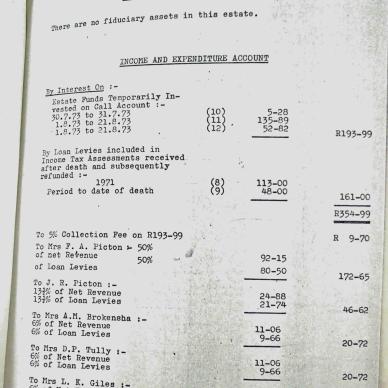 There are no fiduciary assets in this estate.
INCOME AND EXPENDITURE ACCOUNT
By Interest On :-
Estate Funds Temporarily In-
vested on Call Account :-
30.7.73 to 31.7.73 (10) 5-28
1.8.73 to 21.8.73 (11) 135-89
1.8.73 to 21.8.73 (12) 52-82
R193-99
By Loan Levies included in
Income Tax Assessments received
after death and subsequently
refunded :-
1971 (8) 113-00
Period to date of death (9) 48-00
161-00
R354-99
To 5% Collection Fee on R193-99 R 9-70
To Mrs F. A. Picton :- 50%
of net Revenue 92-15
50%
of Loan Levies 80-50
172-65
To J. R. Picton :-
13½% of Net Revenue 24-88
13½% of Loan Levies 21-74
46-62
To Mrs A.M. Brokensha :-
6% of Net Revenue 11-06
6% of Loan Levies 9-66
20-72
To Mrs D.P. Tully :-
6% of Net Revenue 11-06
6% of Loan Levies 9-66
20-72
To Mrs L. K. Giles :-